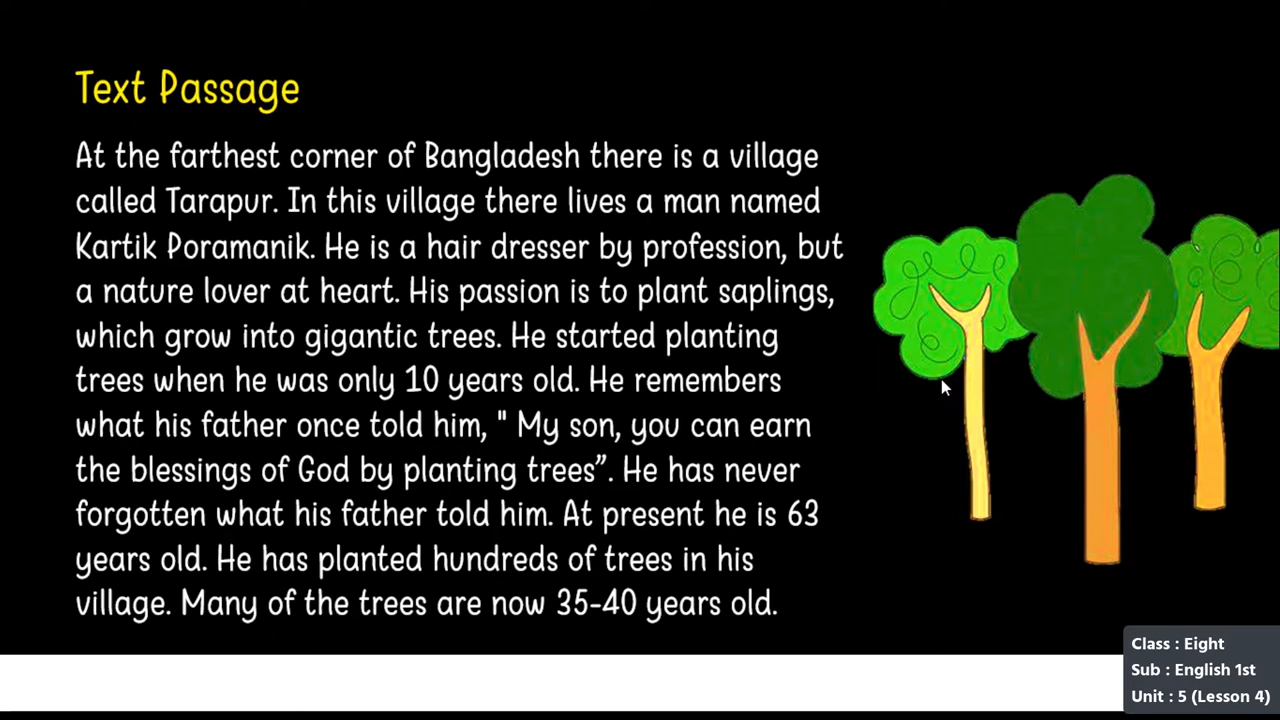 Text Passage
At the farthest corner of Bangladesh there is a village
called Tarapur. In this village there lives a man named
Kartik Poramanik. He is a hair dresser by profession, but
a nature lover at heart. His passion is to plant saplings,
which grow into gigantic trees. He started planting
trees when he was only 10 years old. He remembers
what his father once told him, " My son, you can earn
the blessings of God by planting trees”. He has never
forgotten what his father told him. At present he is 63
years old. He has planted hundreds of trees in his
village. Many of the trees are now 35-40 years old.
Class : Eight
Sub : English 1st
Unit : 5 (Lesson 4)